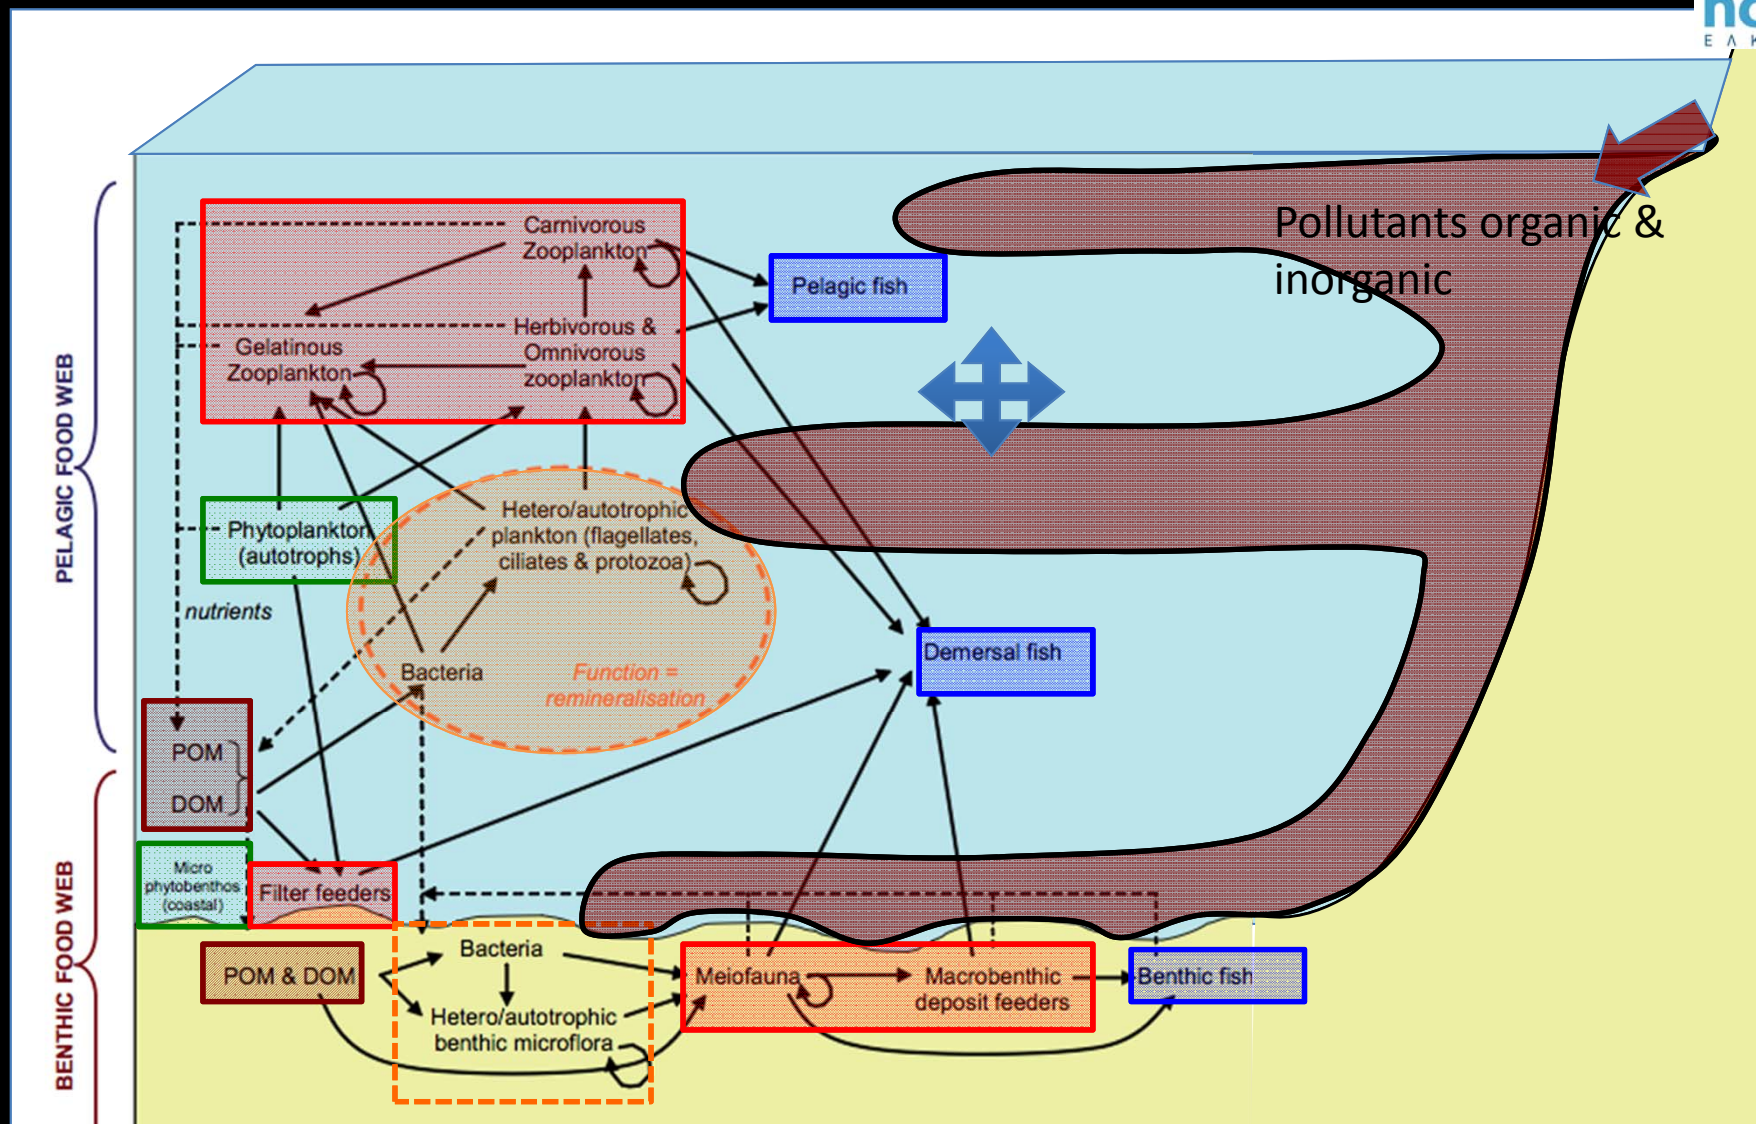 Pollutants organic &
inorganic
PELAGIC FOOD WEB
Carnivorous
Zooplankton
Pelagic fish
Herbivorous &
Omnivorous
zooplankton
Gelatinous
Zooplankton
Phytoplankton
(autotrophs)
Hetero/autotrophic
plankton (flagellates,
ciliates & protozoa)
nutrients
Bacteria
Function =
remineralisation
Demersal fish
POM
DOM
BENTHIC FOOD WEB
Micro
phytobenthos
(coastal)
Filter feeders
POM & DOM
Bacteria
Hetero/autotrophic
benthic microflora
Meiofauna
Macrobenthic
deposit feeders
Benthic fish